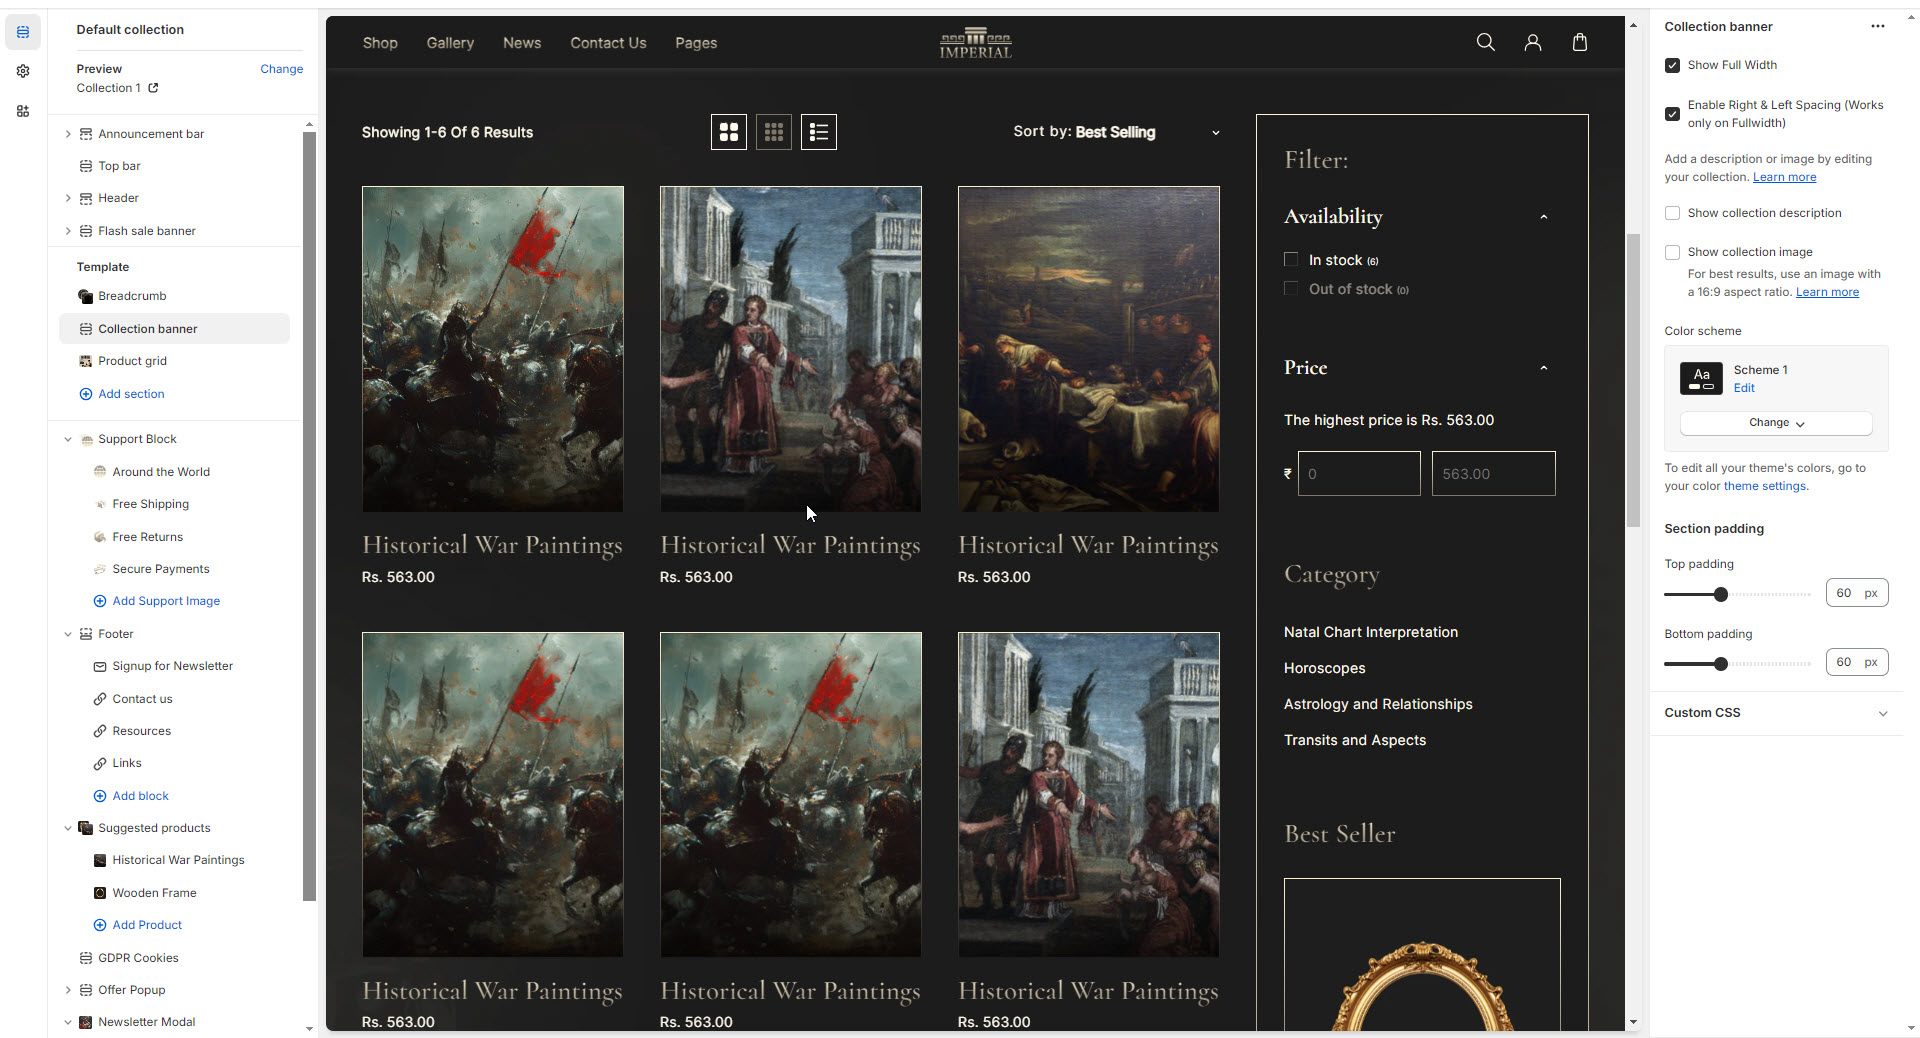 Default collection
Preview
Change
Collection 1
Announcement bar
Top bar
Header
Flash sale banner
Template
Breadcrumb
Collection banner
Product grid
Add section
Support Block
Around the World
Free Shipping
Free Returns
Secure Payments
Add Support Image
Footer
Signup for Newsletter
Contact us
Resources
Links
Add block
Suggested products
Historical War Paintings
Wooden Frame
Add Product
GDPR Cookies
Offer Popup
Newsletter Modal
Shop Gallery News Contact Us Pages
IMPERIAL
Showing 1-6 Of 6 Results
Sort by: Best Selling
Historical War Paintings
Rs. 563.00
Historical War Paintings
Rs. 563.00
Historical War Paintings
Rs. 563.00
Historical War Paintings
Rs. 563.00
Historical War Paintings
Rs. 563.00
Historical War Paintings
Rs. 563.00
Filter:
Availability
In stock (6)
Out of stock (0)
Price
The highest price is Rs. 563.00
₹ 0 563.00
Category
Natal Chart Interpretation
Horoscopes
Astrology and Relationships
Transits and Aspects
Best Seller
Collection banner
Show Full Width
Enable Right & Left Spacing (Works
only on Fullwidth)
Add a description or image by editing
your collection. Learn more
Show collection description
Show collection image
For best results, use an image with
a 16:9 aspect ratio. Learn more
Color scheme
Aa
Scheme 1
Edit
Change
To edit all your theme's colors, go to
your color theme settings.
Section padding
Top padding
60 px
Bottom padding
60 px
Custom CSS